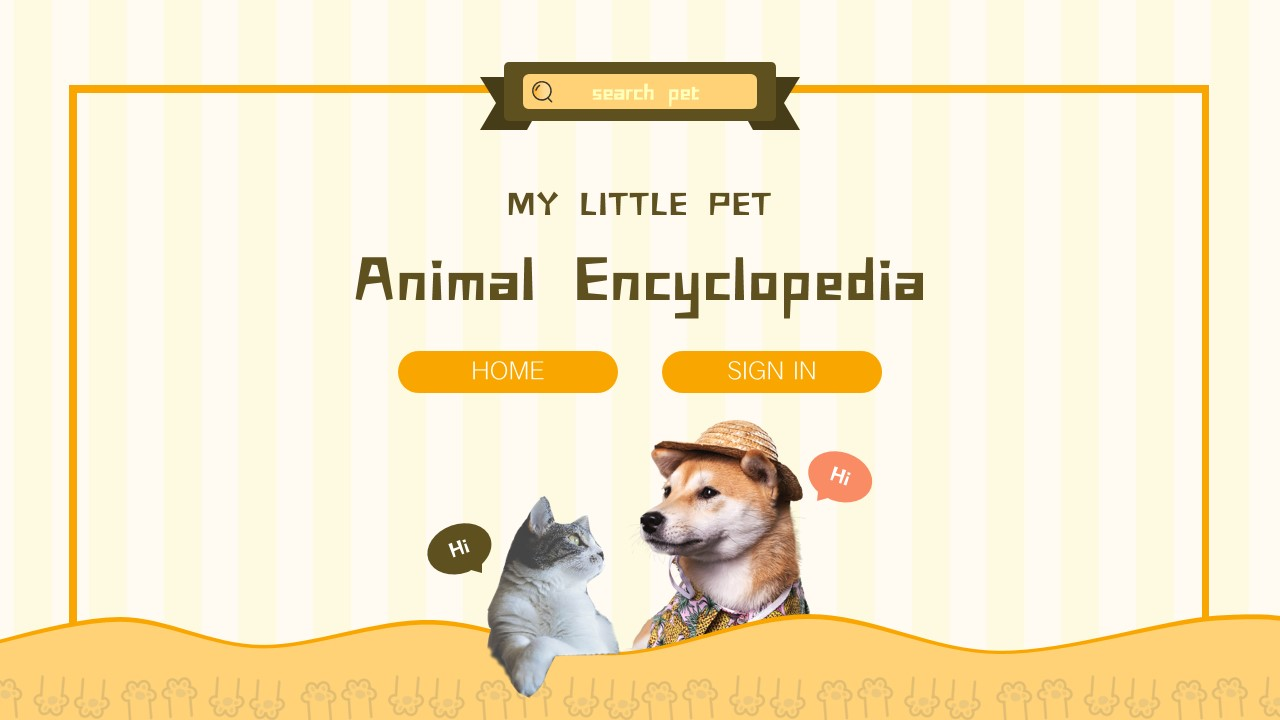 search pet
MY LITTLE PET
Animal Encyclopedia
HOME
SIGN IN
Hi
Hi